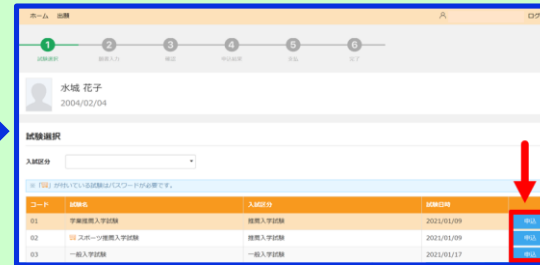 ホーム 出願 ログ
1 2 3 4 5 6
試験選択 確認 支払 完了
水城 花子
2004/02/04
試験選択
入試区分
※「 」が付いている試験はパスワードが必要です。
コード 試験名 入試区分 試験日時
01 学業推薦入学試験 推薦入学試験 2021/01/09 申込
02 スポーツ推薦入学試験 推薦入学試験 2021/01/09 申込
03 一般入学試験 一般入学試験 2021/01/17 申込